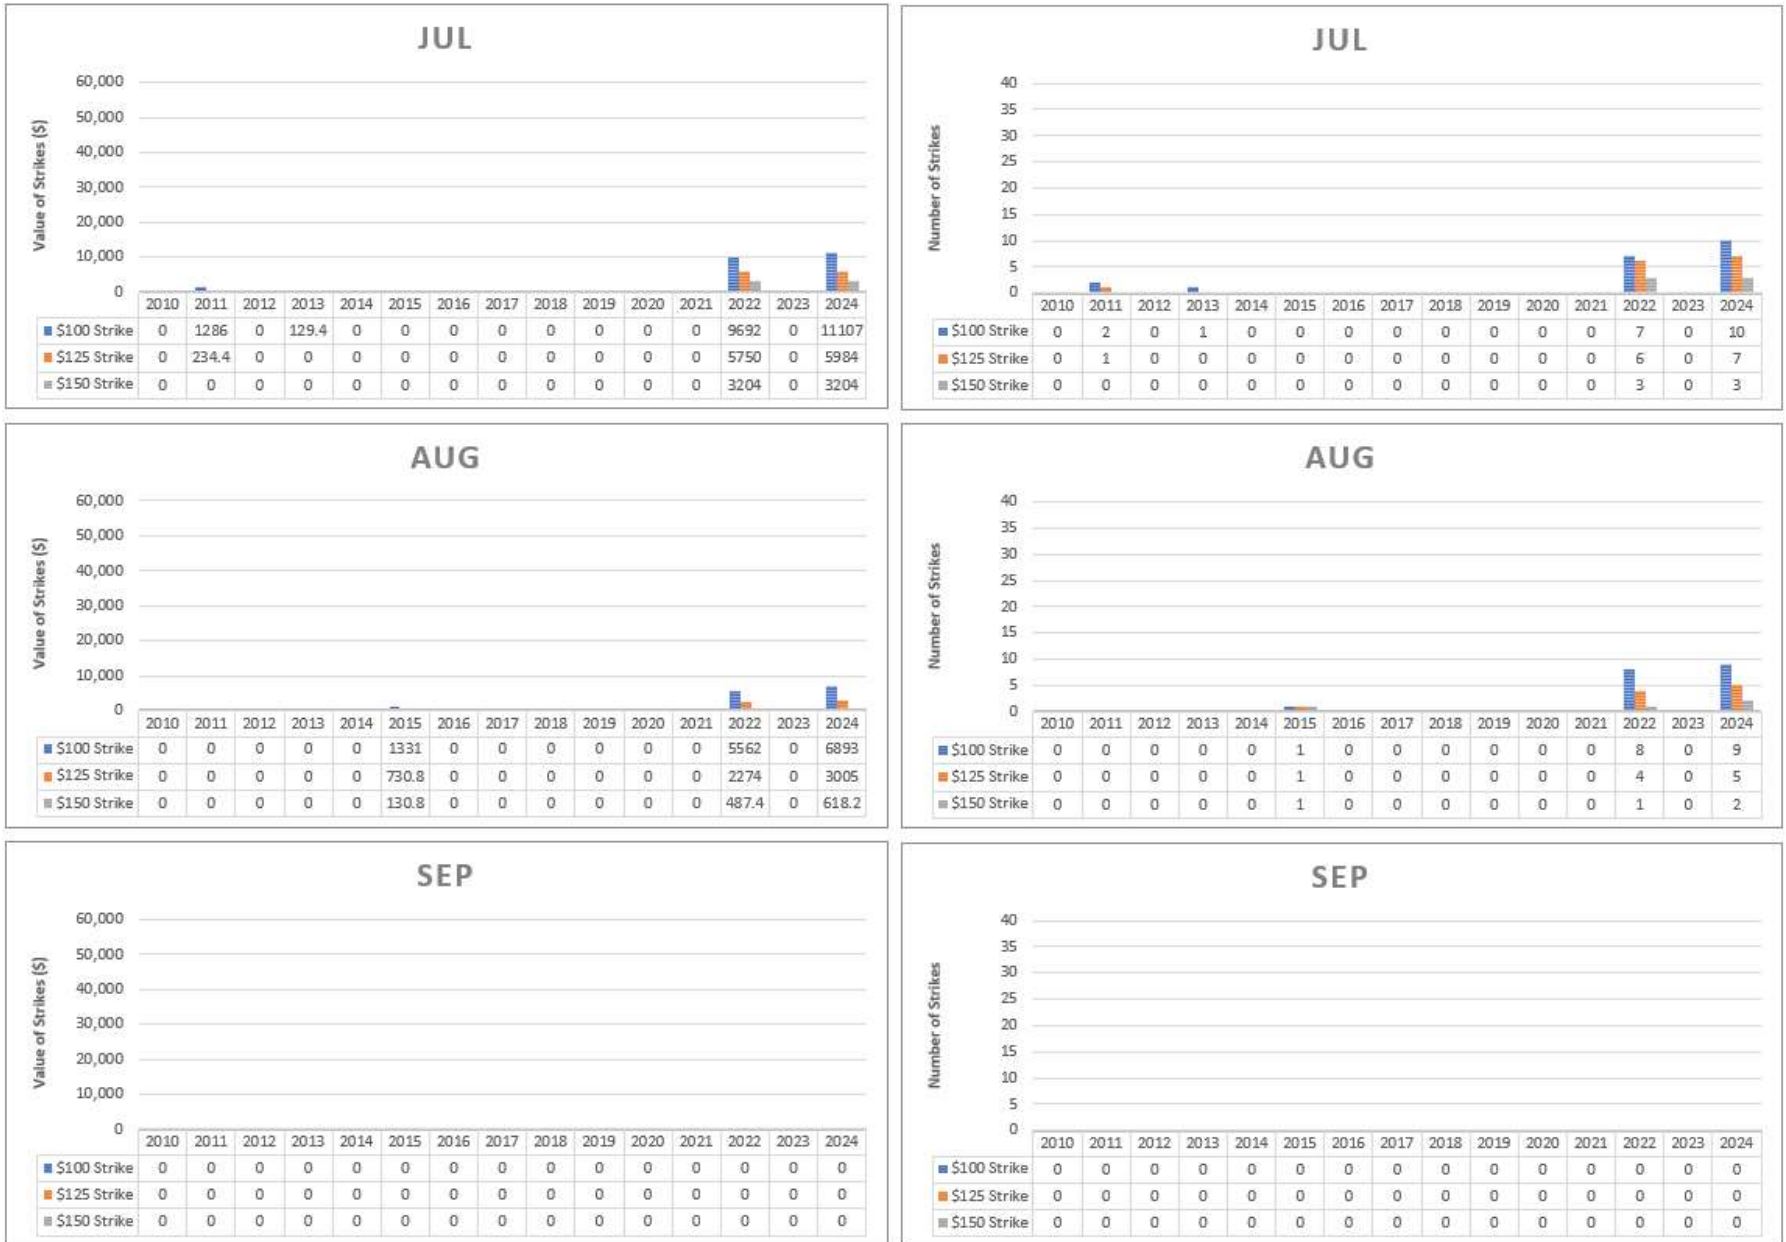 JUL
Value of Strikes ($)
60,000
50,000
40,000
30,000
20,000
10,000
0
2010 2011 2012 2013 2014 2015 2016 2017 2018 2019 2020 2021 2022 2023 2024
$100 Strike 0 1286 0 129.4 0 0 0 0 0 0 0 0 9692 0 11107
$125 Strike 0 234.4 0 0 0 0 0 0 0 0 0 0 5750 0 5984
$150 Strike 0 0 0 0 0 0 0 0 0 0 0 0 3204 0 3204
JUL
Number of Strikes
40
35
30
25
20
15
10
5
0
2010 2011 2012 2013 2014 2015 2016 2017 2018 2019 2020 2021 2022 2023 2024
$100 Strike 0 2 0 1 0 0 0 0 0 0 0 0 7 0 10
$125 Strike 0 1 0 0 0 0 0 0 0 0 0 0 6 0 7
$150 Strike 0 0 0 0 0 0 0 0 0 0 0 0 3 0 3
AUG
Value of Strikes ($)
60,000
50,000
40,000
30,000
20,000
10,000
0
2010 2011 2012 2013 2014 2015 2016 2017 2018 2019 2020 2021 2022 2023 2024
$100 Strike 0 0 0 0 0 1331 0 0 0 0 0 0 5562 0 6893
$125 Strike 0 0 0 0 0 730.8 0 0 0 0 0 0 2274 0 3005
$150 Strike 0 0 0 0 0 130.8 0 0 0 0 0 0 487.4 0 618.2
AUG
Number of Strikes
40
35
30
25
20
15
10
5
0
2010 2011 2012 2013 2014 2015 2016 2017 2018 2019 2020 2021 2022 2023 2024
$100 Strike 0 0 0 0 0 1 0 0 0 0 0 0 8 0 9
$125 Strike 0 0 0 0 0 1 0 0 0 0 0 0 4 0 5
$150 Strike 0 0 0 0 0 1 0 0 0 0 0 0 1 0 2
SEP
Value of Strikes ($)
60,000
50,000
40,000
30,000
20,000
10,000
0
2010 2011 2012 2013 2014 2015 2016 2017 2018 2019 2020 2021 2022 2023 2024
$100 Strike 0 0 0 0 0 0 0 0 0 0 0 0 0 0 0
$125 Strike 0 0 0 0 0 0 0 0 0 0 0 0 0 0 0
$150 Strike 0 0 0 0 0 0 0 0 0 0 0 0 0 0 0
SEP
Number of Strikes
40
35
30
25
20
15
10
5
0
2010 2011 2012 2013 2014 2015 2016 2017 2018 2019 2020 2021 2022 2023 2024
$100 Strike 0 0 0 0 0 0 0 0 0 0 0 0 0 0 0
$125 Strike 0 0 0 0 0 0 0 0 0 0 0 0 0 0 0
$150 Strike 0 0 0 0 0 0 0 0 0 0 0 0 0 0 0